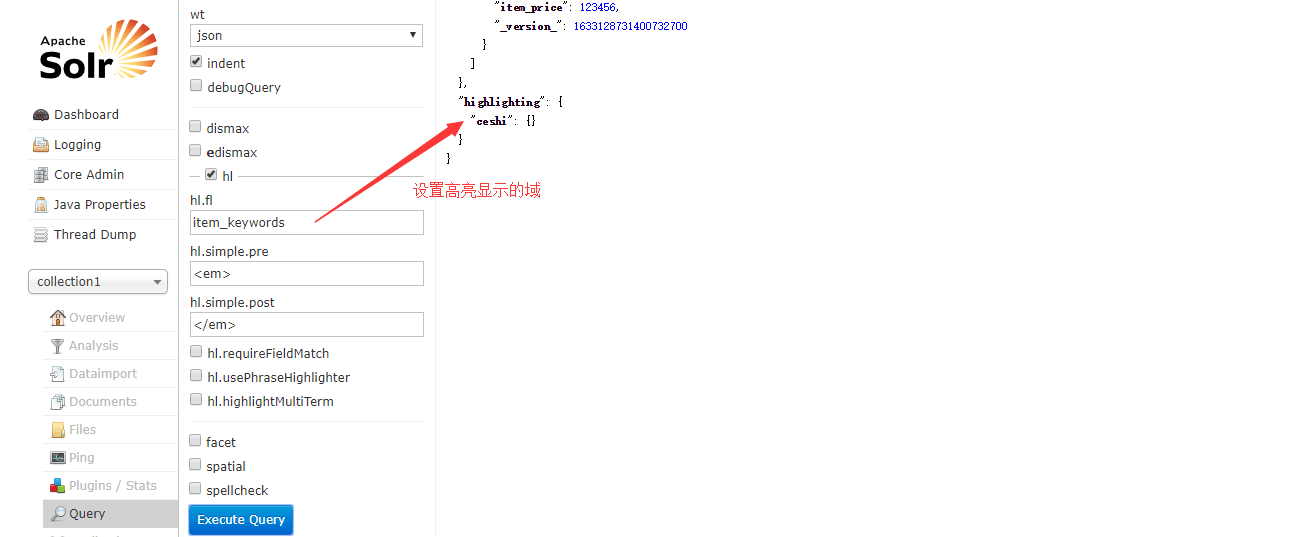 Apache
Solr
Dashboard
Logging
Core Admin
Java Properties
Thread Dump
collection1
Overview
Analysis
Dataimport
Documents
Files
Ping
Plugins / Stats
Query
wt
json
indent
debugQuery
dismax
edismax
hl
hl.fl
item_keywords
hl.simple.pre
<em>
hl.simple.post
</em>
hl.requireFieldMatch
hl.usePhraseHighlighter
hl.highlightMultiTerm
facet
spatial
spellcheck
Execute Query
"item_price": 123456,
"_version_": 1633128731400732700
}
]
},
"highlighting": {
"ceshi": {}
}
}
设置高亮显示的域